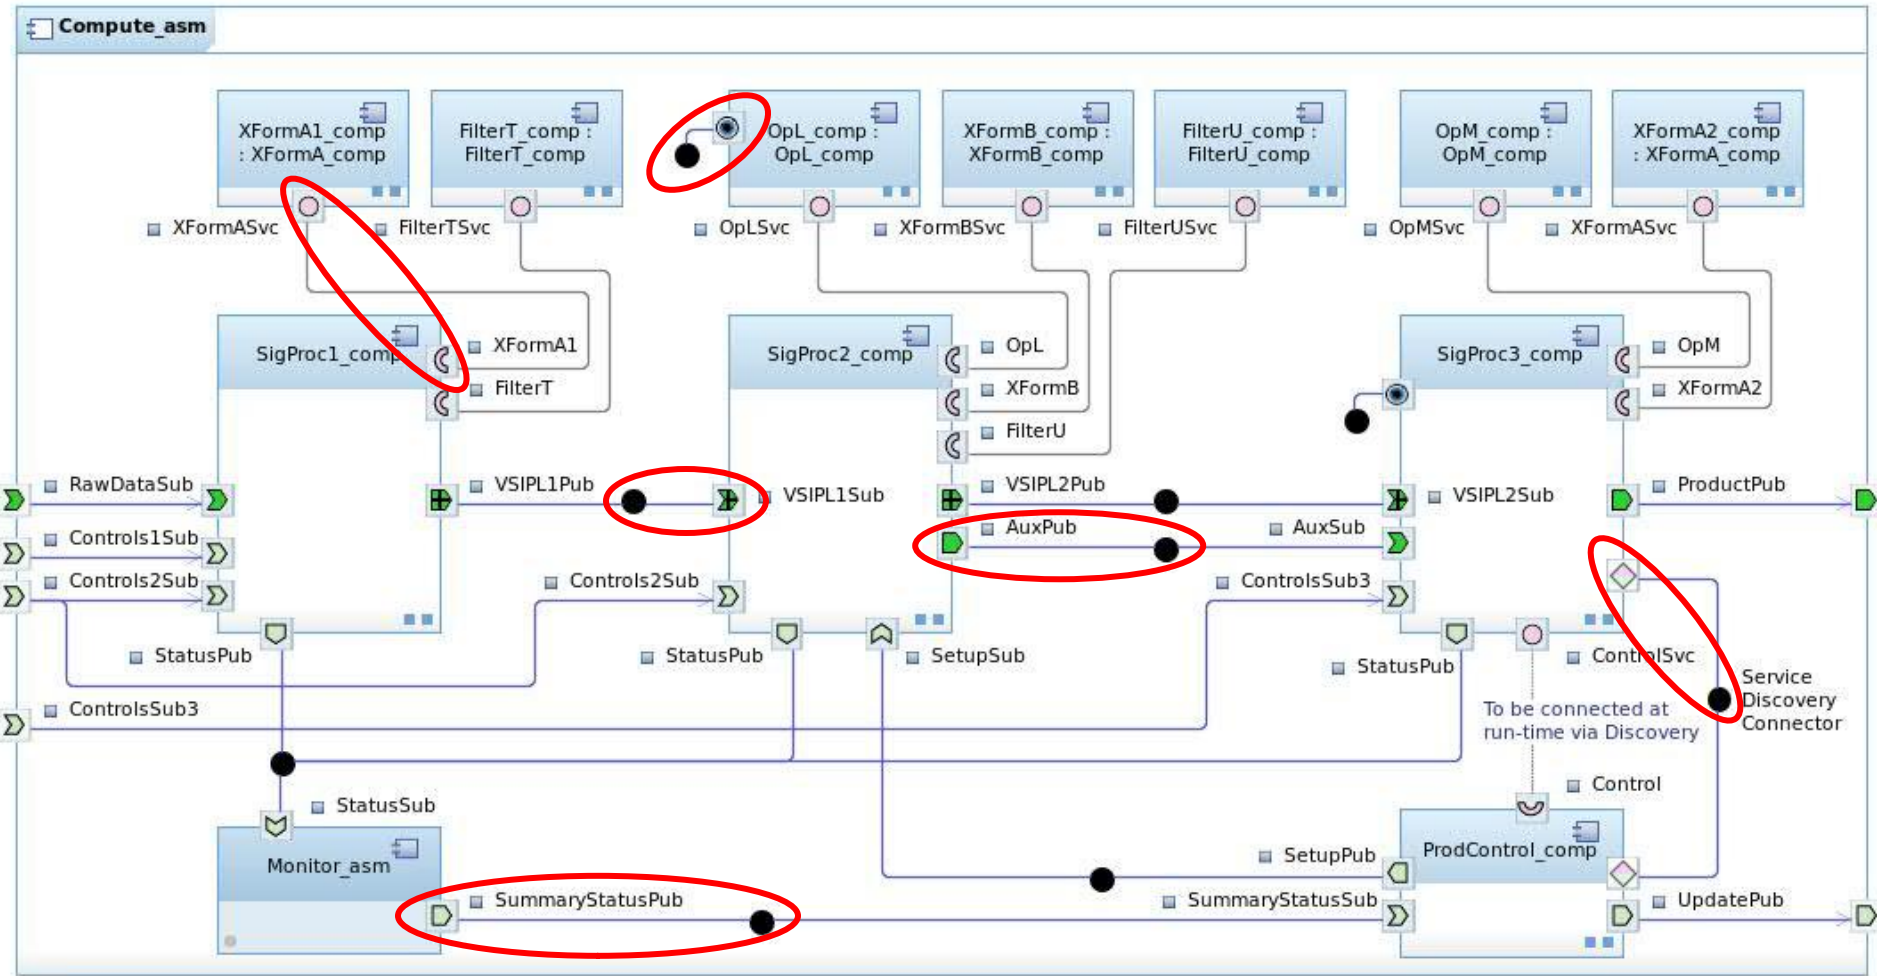 Compute_asm
XFormA1_comp
: XFormA_comp
FilterT_comp :
FilterT_comp
OpL_comp :
OpL_comp
XFormB_comp :
XFormB_comp
FilterU_comp :
FilterU_comp
OpM_comp :
OpM_comp
XFormA2_comp
: XFormA_comp
XFormASvc
FilterTSvc
OpLSvc
XFormBSvc
FilterUSvc
OpMSvc
XFormASvc
SigProc1_comp
XFormA1
FilterT
SigProc2_comp
OpL
XFormB
FilterU
SigProc3_comp
OpM
XFormA2
RawDataSub
VSIPL1Pub
VSIPL1Sub
VSIPL2Pub
VSIPL2Sub
ProductPub
AuxPub
AuxSub
Controls1Sub
Controls2Sub
Controls2Sub
ControlsSub3
StatusPub
StatusPub
SetupSub
StatusPub
ControlSvc
Service
Discovery
Connector
ControlsSub3
To be connected at
run-time via Discovery
StatusSub
Control
Monitor_asm
SetupPub
ProdControl_comp
SummaryStatusPub
SummaryStatusSub
UpdatePub